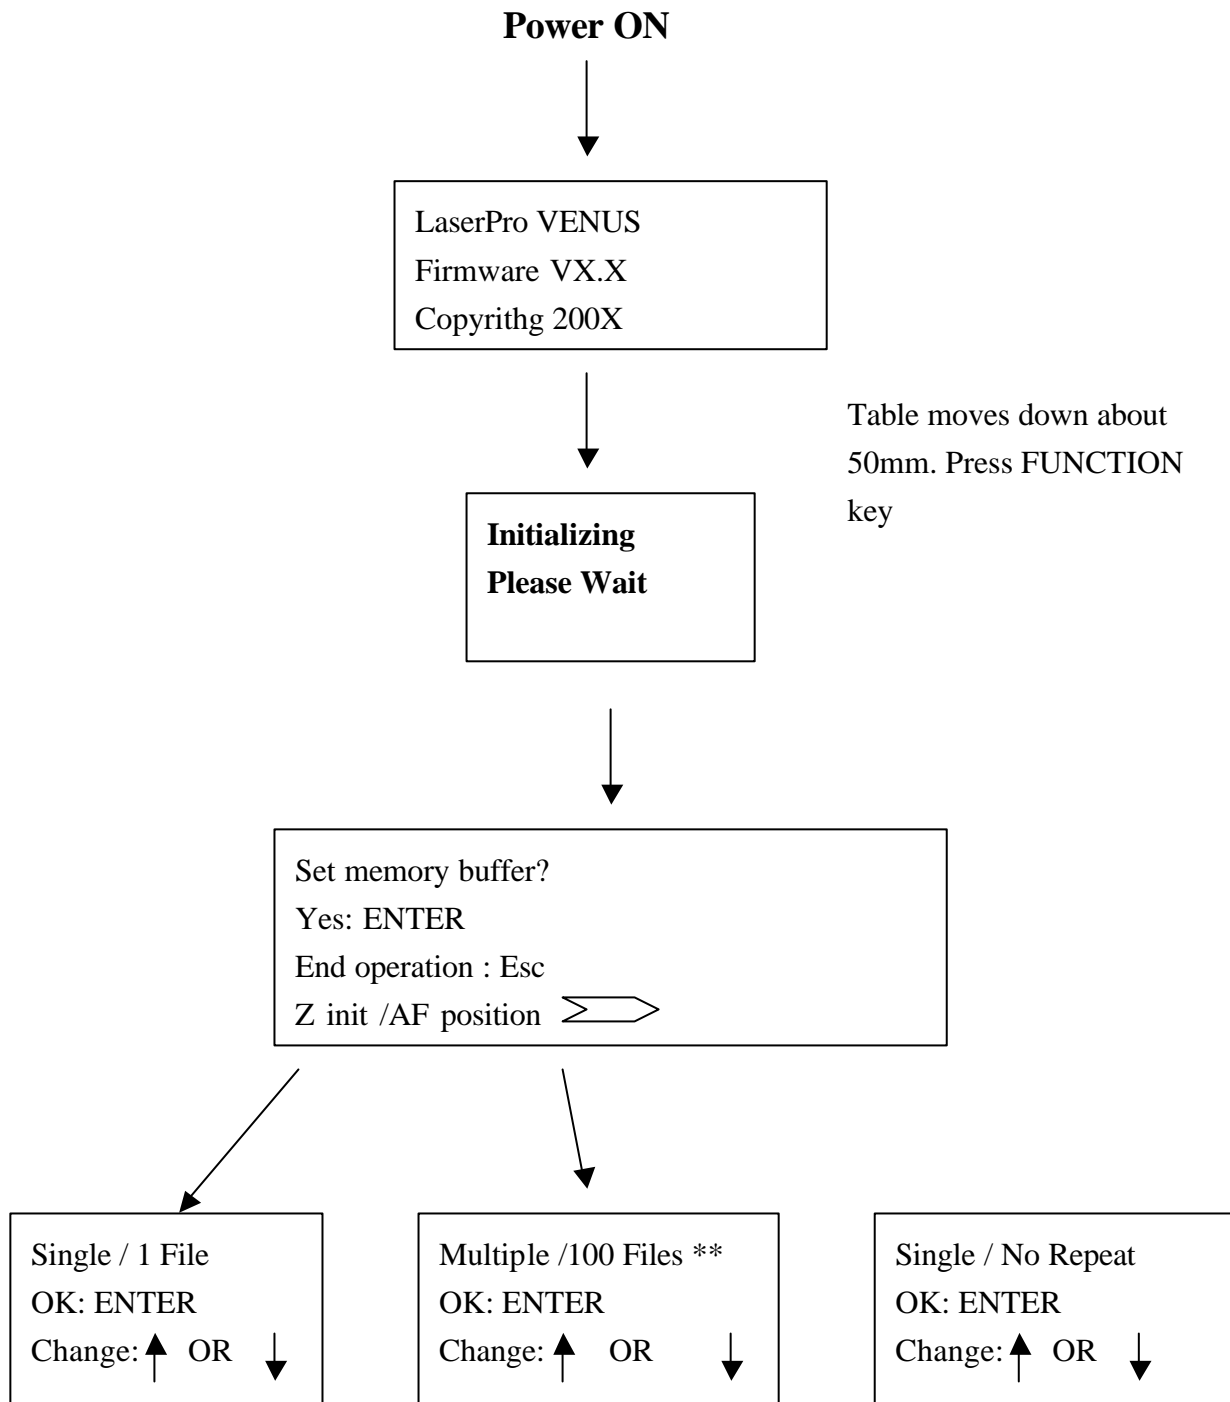 Power ON
LaserPro VENUS
Firmware VX.X
Copyrithg 200X
Table moves down about
50mm. Press FUNCTION
key
Initializing
Please Wait
Set memory buffer?
Yes: ENTER
End operation : Esc
Z init /AF position
Single / 1 File
OK: ENTER
Change: OR
Multiple /100 Files **
OK: ENTER
Change: OR
Single / No Repeat
OK: ENTER
Change: OR